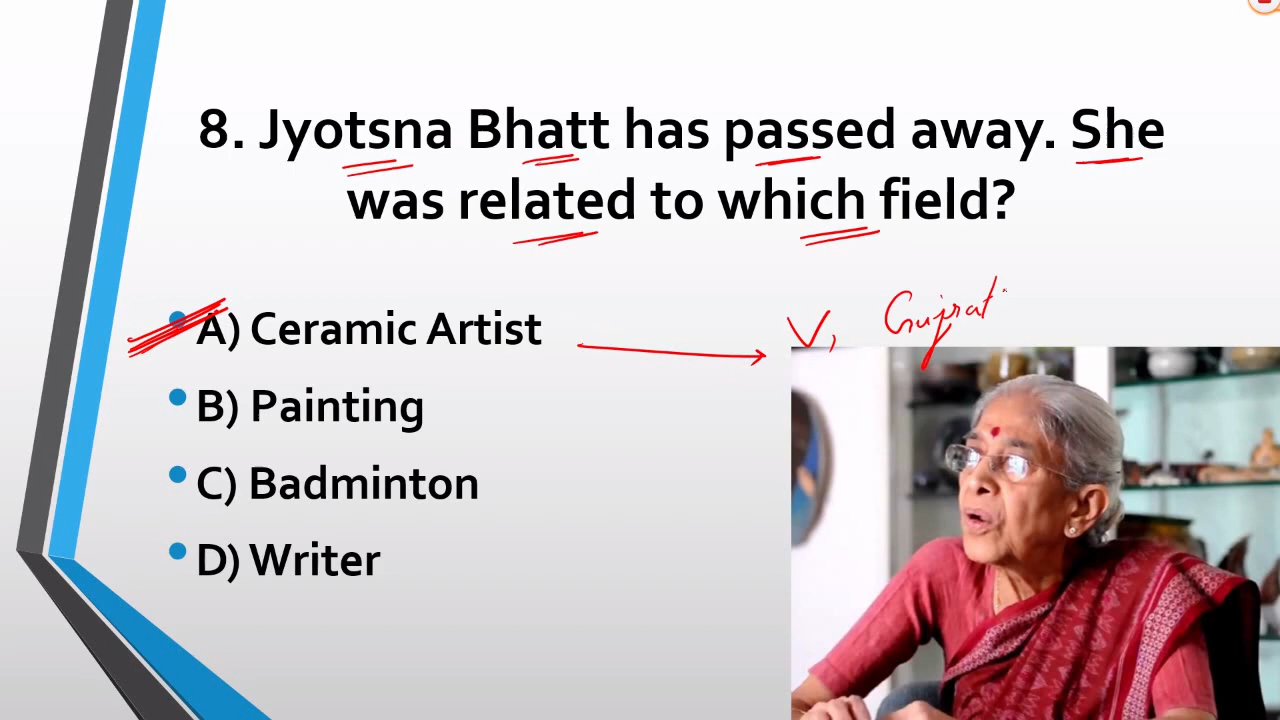 8. Jyotsna Bhatt has passed away. She
was related to which field?
A) Ceramic Artist
V, Gujrat
B) Painting
C) Badminton
D) Writer